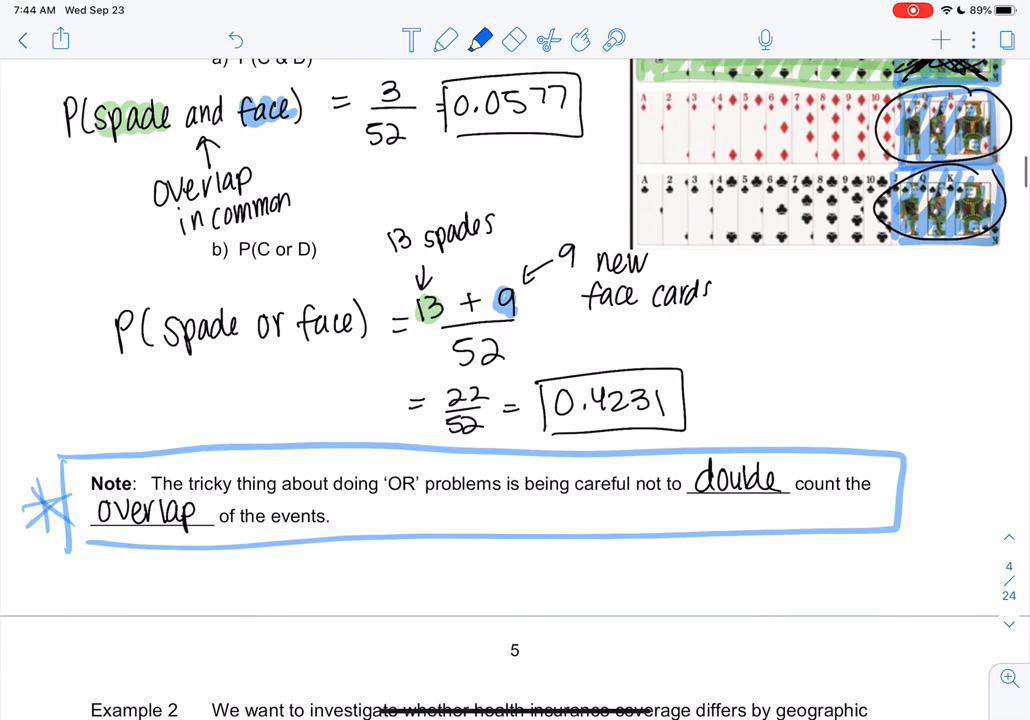 7:44 AM Wed Sep 23
89%
a) P(C & D)
P(spade and face) = 3/52 = 0.0577
overlap
in common
b) P(C or D)
13 spades
9 new
face cards
P(spade or face) = 13 + 9
52
= 22/52 = 0.4231
Note: The tricky thing about doing ‘OR’ problems is being careful not to double count the
overlap of the events.
4
/
24
5
Example 2 We want to investigate whether health insurance coverage differs by geographic